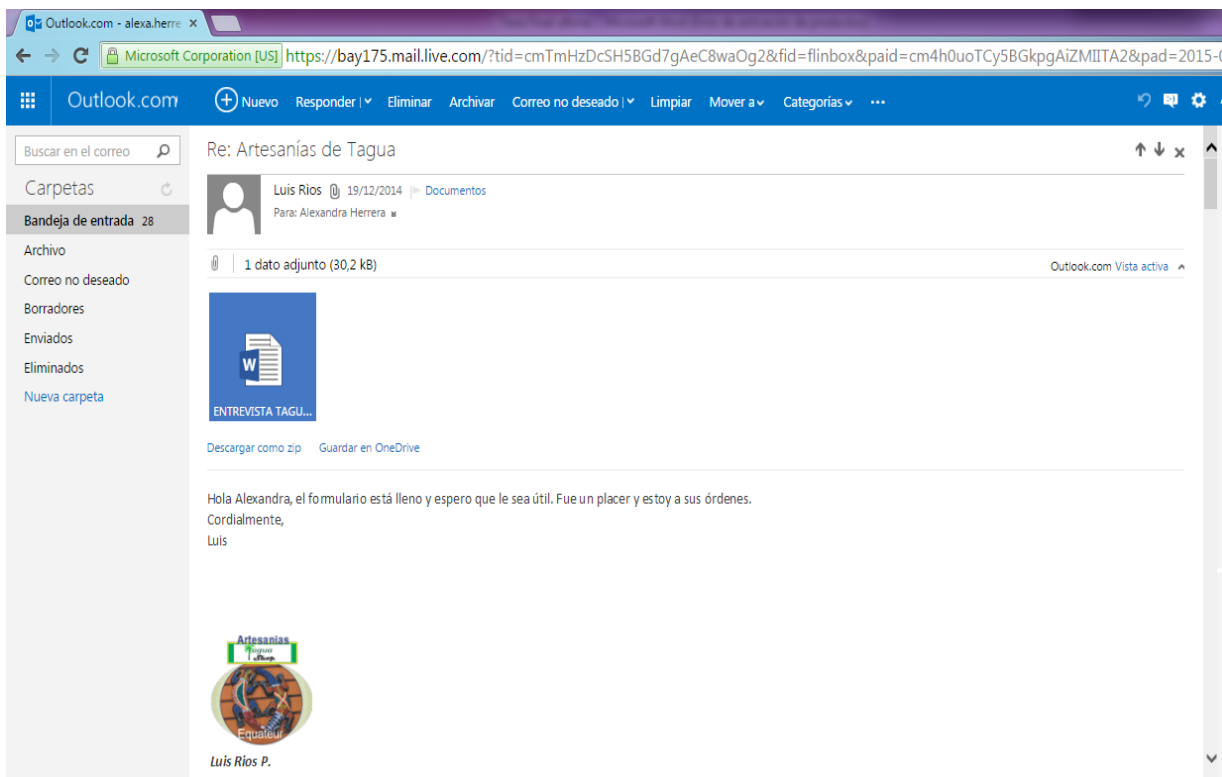 Outlook.com - alexa.herre ×
Microsoft Corporation [US] https://bay175.mail.live.com/?tid=cmTmHzDcSH5BGd7gAeC8waOg2&fid=flinbox&paid=cm4h0uoTCy5BGkpgAiZMIITA2&pad=2015-
Outlook.com Nuevo Responder | Eliminar Archivar Correo no deseado | Limpiar Mover a Categorías ...
Buscar en el correo
Re: Artesanías de Tagua
Carpetas
Luis Rios 19/12/2014 Documentos
Para: Alexandra Herrera
Bandeja de entrada 28
Archivo
Correo no deseado
Borradores
Enviados
Eliminados
Nueva carpeta
1 dato adjunto (30,2 kB)
Outlook.com Vista activa
W
ENTREVISTA TAGU...
Descargar como zip Guardar en OneDrive
Hola Alexandra, el formulario está lleno y espero que le sea útil. Fue un placer y estoy a sus órdenes.
Cordialmente,
Luis
Artesanias
Tagua
Shop
Equateur
Luis Rios P.